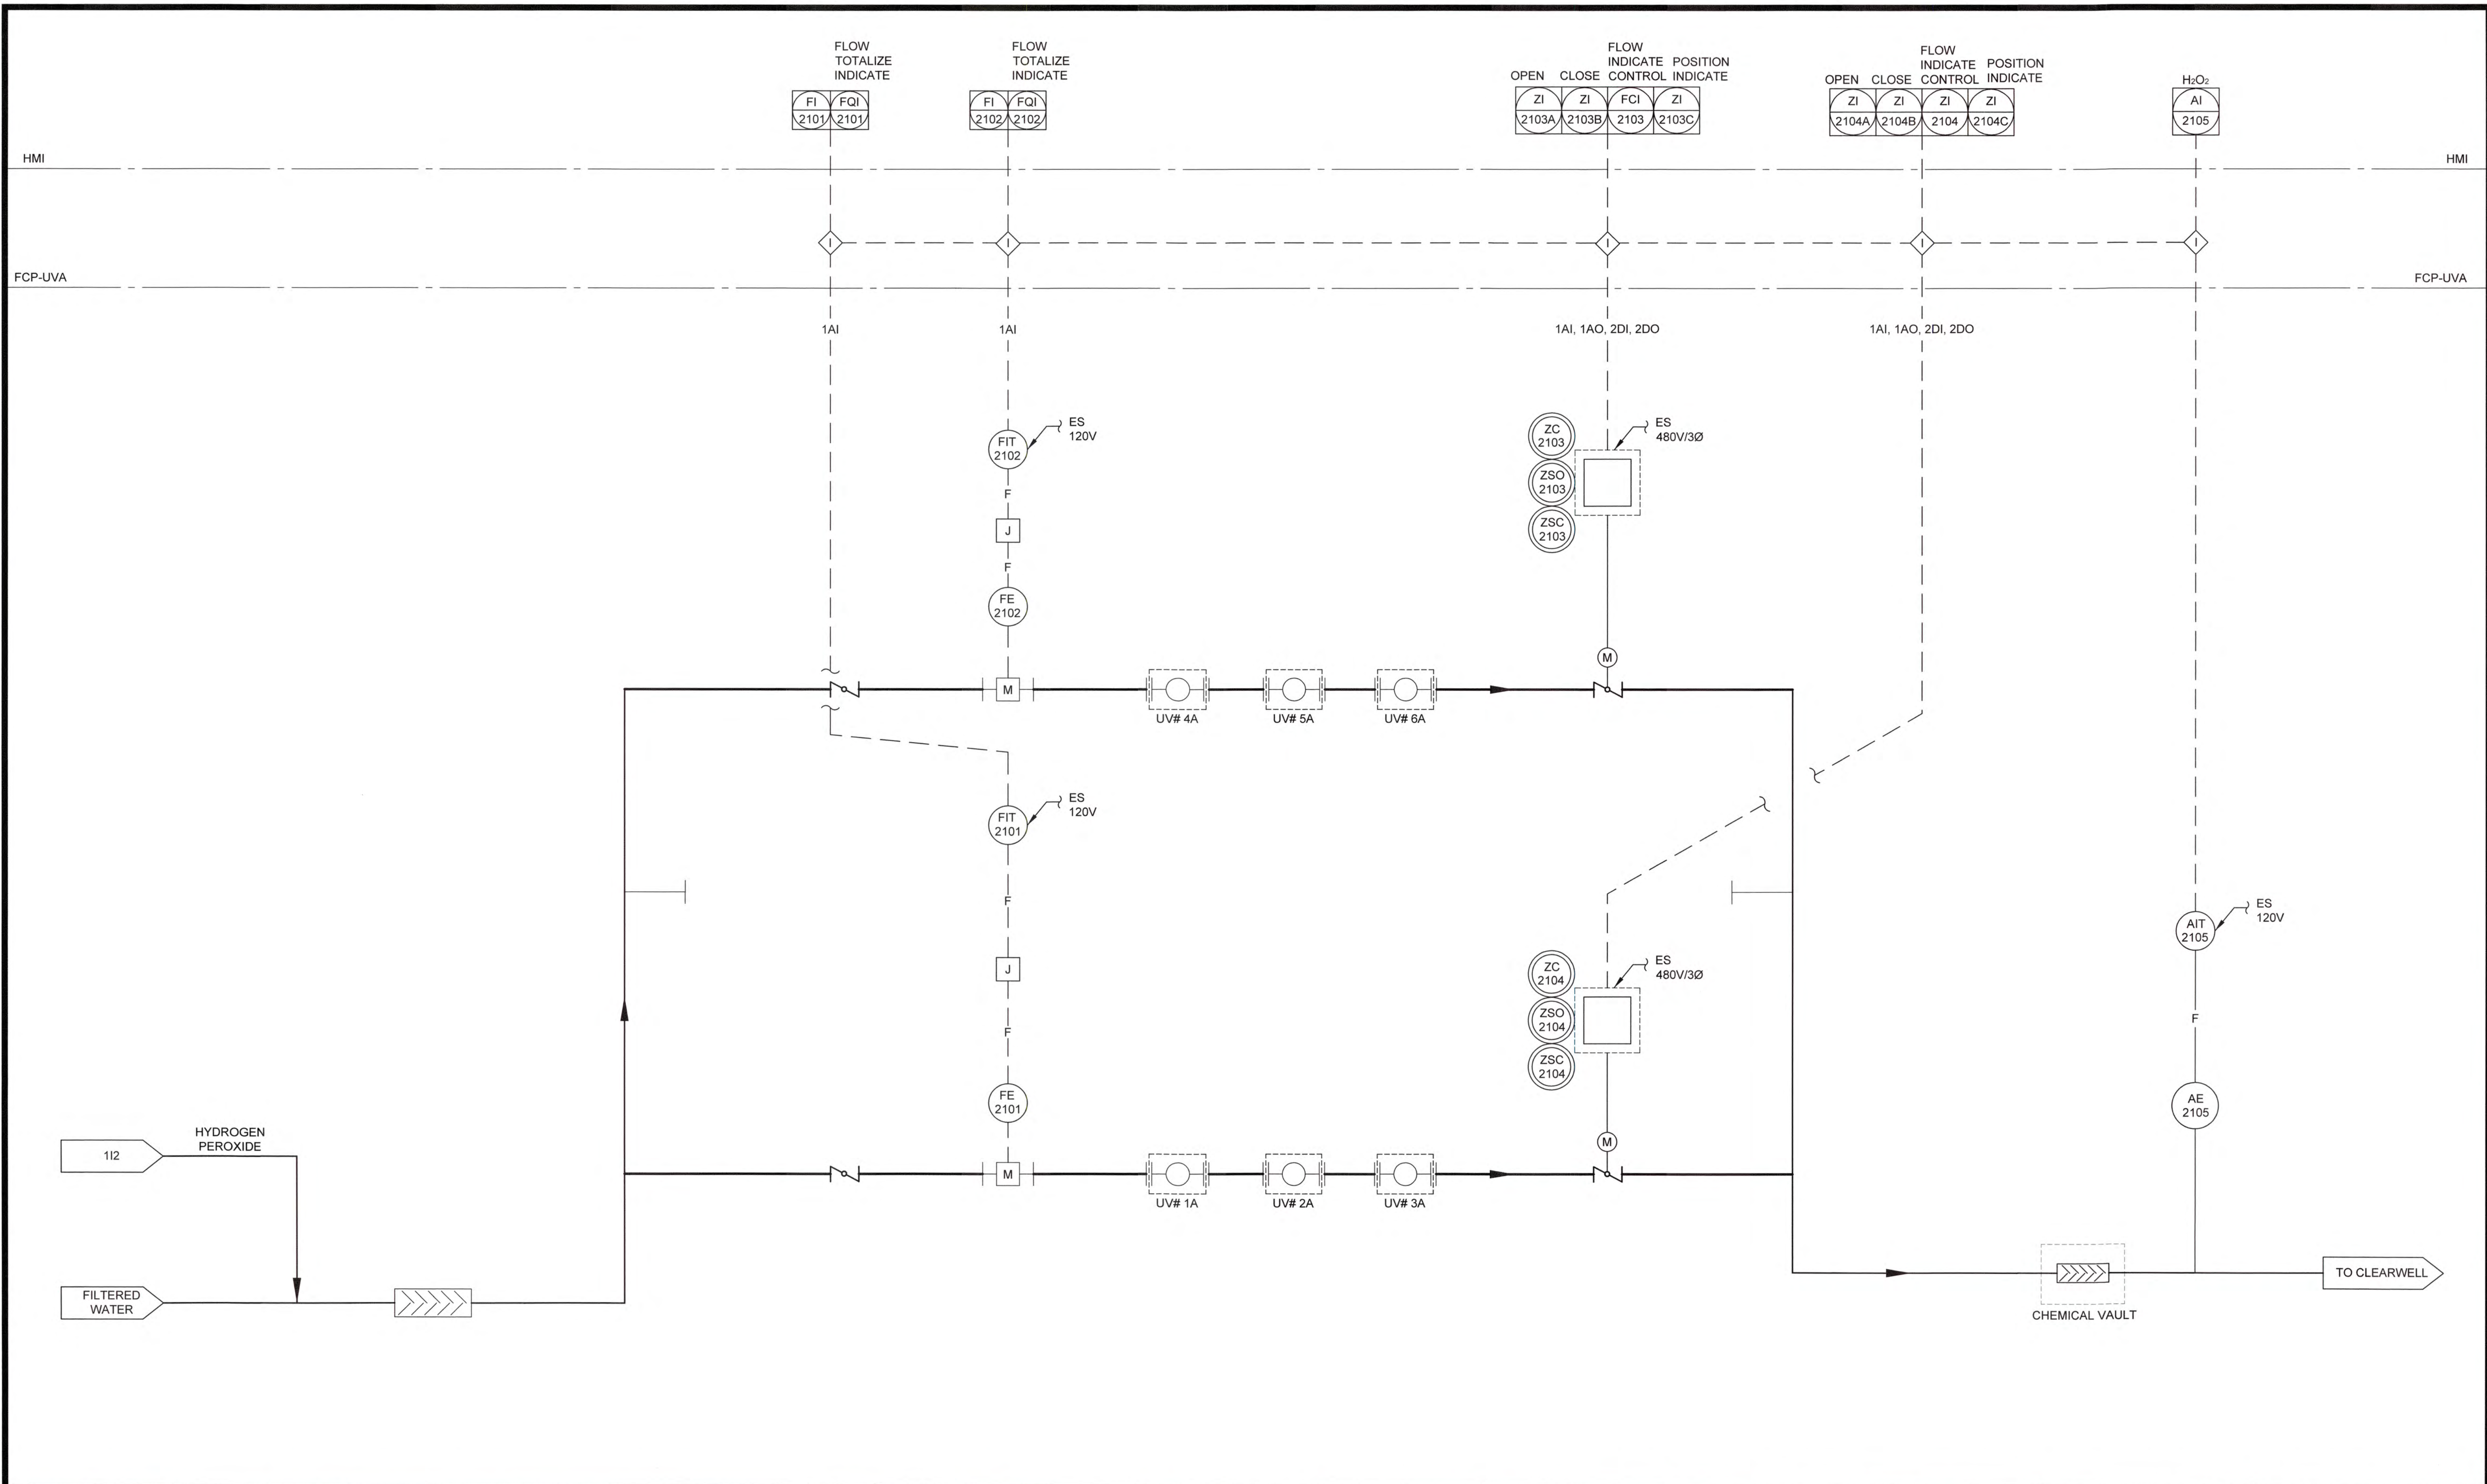 FLOW
TOTALIZE
INDICATE
FLOW
TOTALIZE
INDICATE
FLOW
INDICATE
OPEN CLOSE CONTROL POSITION
INDICATE
FLOW
INDICATE
OPEN CLOSE CONTROL POSITION
INDICATE
H₂O₂
FI FQI
2101 2101
FI FQI
2102 2102
ZI ZI FCI ZI
2103A 2103B 2103 2103C
ZI ZI ZI ZI
2104A 2104B 2104 2104C
AI
2105
HMI HMI
I I I I I
FCP-UVA FCP-UVA
1AI
1AI
1AI, 1AO, 2DI, 2DO
1AI, 1AO, 2DI, 2DO
FIT
2102
ES
120V
F
J
F
FE
2102
ZC
2103
ZSO
2103
ZSC
2103
ES
480V/3Ø
M
M
UV# 4A
UV# 5A
UV# 6A
FIT
2101
ES
120V
F
J
F
FE
2101
ZC
2104
ZSO
2104
ZSC
2104
ES
480V/3Ø
M
AIT
2105
ES
120V
F
AE
2105
1I2
HYDROGEN
PEROXIDE
M
UV# 1A
UV# 2A
UV# 3A
FILTERED
WATER
CHEMICAL VAULT
TO CLEARWELL